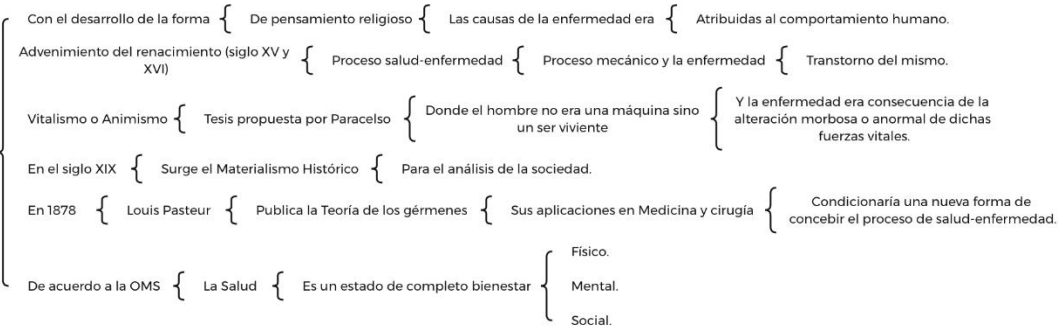 Con el desarrollo de la forma { De pensamiento religioso { Las causas de la enfermedad era { Atribuidas al comportamiento humano.
Advenimiento del renacimiento (siglo XV y
XVI) { Proceso salud-enfermedad { Proceso mecánico y la enfermedad { Transtorno del mismo.
Vitalismo o Animismo { Tesis propuesta por Paracelso {
Donde el hombre no era una máquina sino
un ser viviente {
Y la enfermedad era consecuencia de la
alteración morbosa o anormal de dichas
fuerzas vitales.
En el siglo XIX { Surge el Materialismo Histórico { Para el análisis de la sociedad.
En 1878 { Louis Pasteur { Publica la Teoría de los gérmenes { Sus aplicaciones en Medicina y cirugía {
Condicionaría una nueva forma de
concebir el proceso de salud-enfermedad.
De acuerdo a la OMS { La Salud { Es un estado de completo bienestar {
Físico.
Mental.
Social.